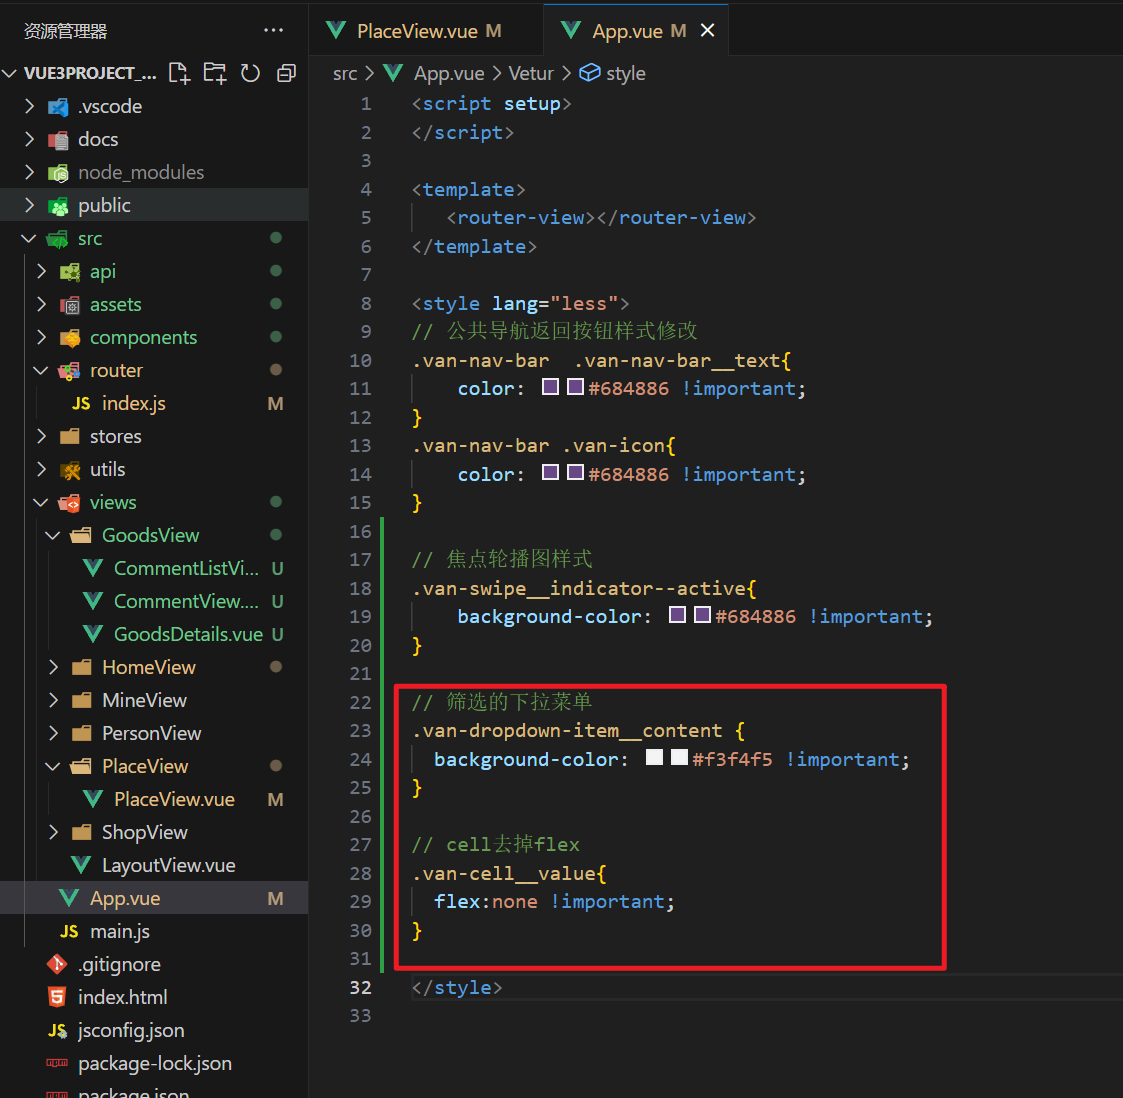 资源管理器 ···
VUE3PROJECT_...
.vscode
docs
node_modules
public
src
api
assets
components
router
JS index.js M
stores
utils
views
GoodsView
CommentListVi... U
CommentView.... U
GoodsDetails.vue U
HomeView
MineView
PersonView
PlaceView
PlaceView.vue M
ShopView
LayoutView.vue
App.vue M
JS main.js
.gitignore
index.html
JS jsconfig.json
package-lock.json
package.json
PlaceView.vue M
App.vue M
src > App.vue > Vetur > style
1 <script setup>
2 </script>
3
4 <template>
5 <router-view></router-view>
6 </template>
7
8 <style lang="less">
9 // 公共导航返回按钮样式修改
10 .van-nav-bar  .van-nav-bar__text{
11 color: #684886 !important;
12 }
13 .van-nav-bar .van-icon{
14 color: #684886 !important;
15 }
16
17 // 焦点轮播图样式
18 .van-swipe__indicator--active{
19 background-color: #684886 !important;
20 }
21
22 // 筛选的下拉菜单
23 .van-dropdown-item__content {
24 background-color: #f3f4f5 !important;
25 }
26
27 // cell去掉flex
28 .van-cell__value{
29 flex:none !important;
30 }
31
32 </style>
33